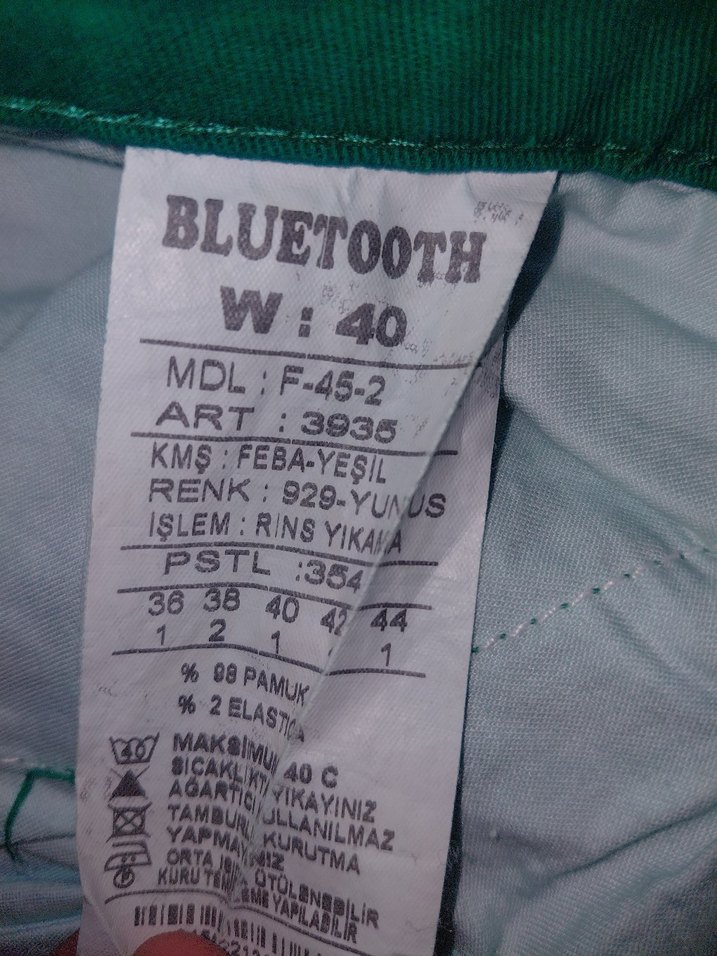 BLUETOOTH
W : 40
MDL : F-45-2
ART : 3935
KMŞ : FEBA-YEŞİL
RENK : 929-YUNUS
İŞLEM : RINS YIKAMA
PSTL :354
36 38 40 42 44
1 2 1 1
% 98 PAMUK
% 2 ELASTICA
40
MAKSIMUM 40 C
SICAKLIKTA YIKAYINIZ
AĞARTICI KULLANILMAZ
TAMBURLU KURUTMA
YAPMAYINIZ
ORTA ISIDA ÜTÜLENEBİLİR
KURU TEMİZLEME YAPILABİLİR